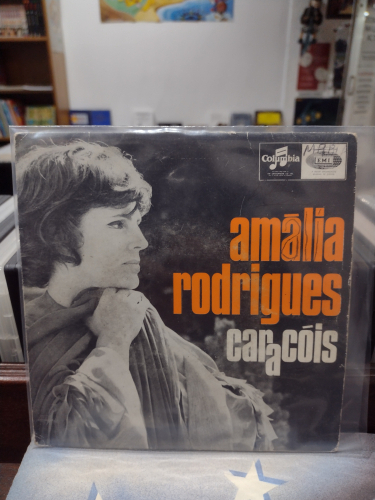 Columbia
EMI
amália
rodrigues
caracóis